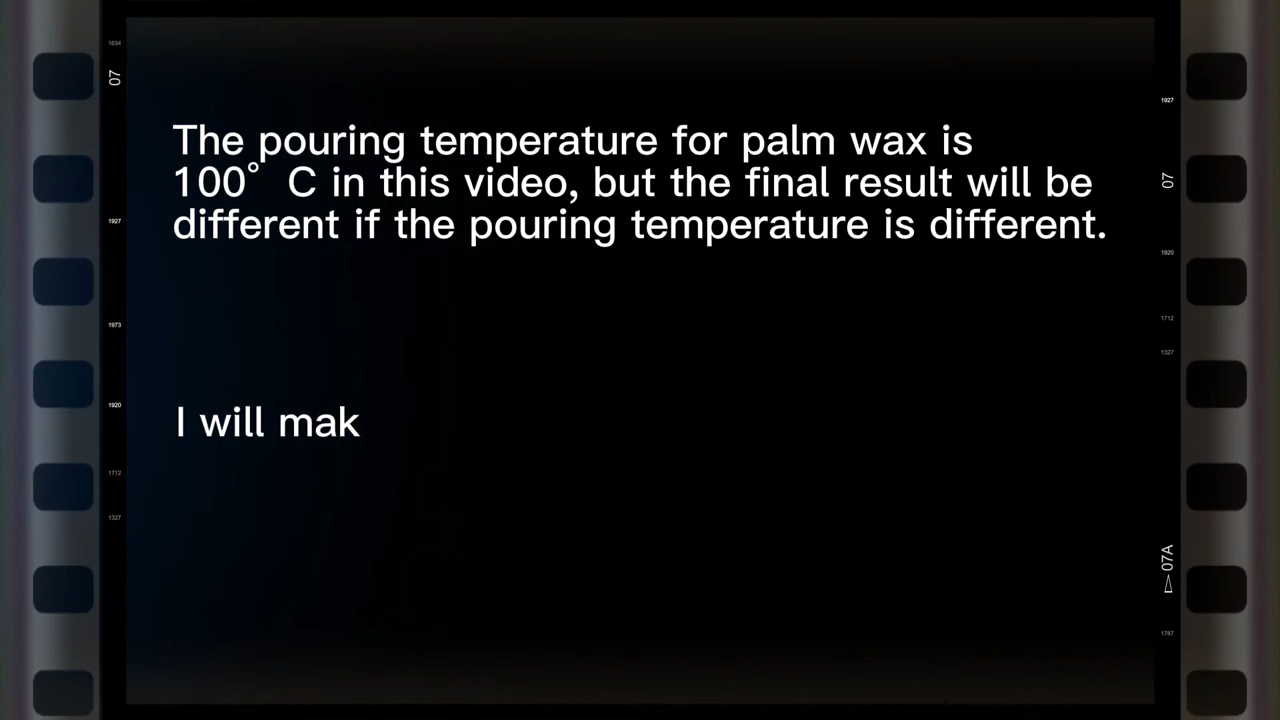 The pouring temperature for palm wax is
100° C in this video, but the final result will be
different if the pouring temperature is different.
I will mak
1634
07
1927
1973
1920
1712
1327
1927
07
1920
1712
1327
07A
1787